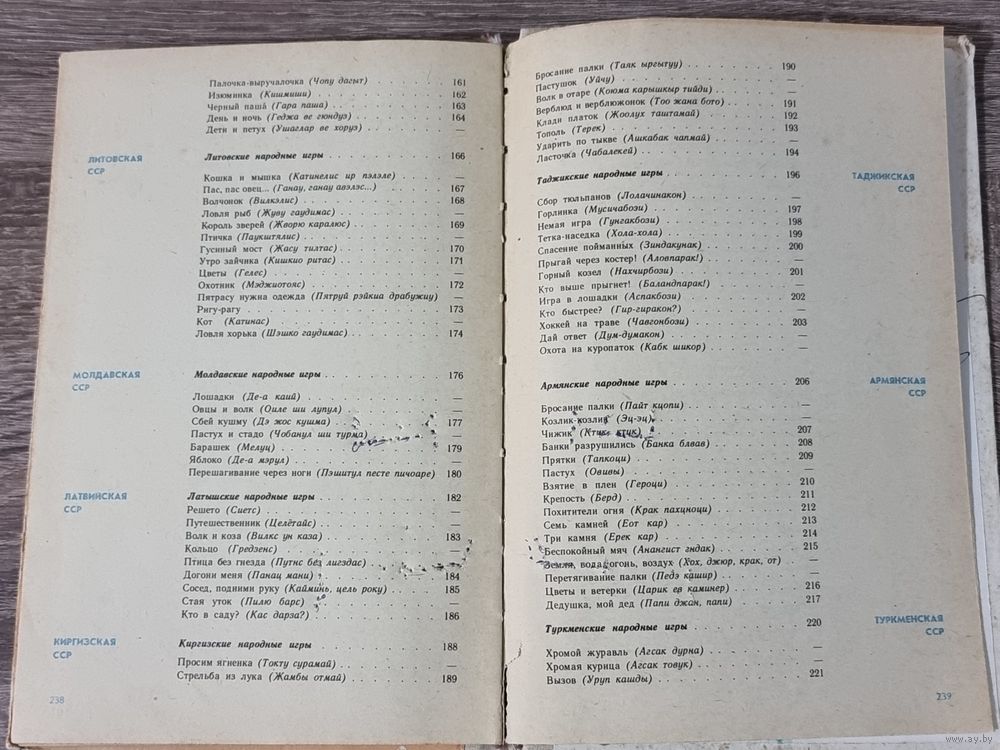 Палочка-выручалочка (Чопу дагыт) . . . 161
Изюминка (Кишмиши) . . . 162
Черный паша (Гара паша) . . . 163
День и ночь (Геджа ве гюндуз) . . . 164
Дети и петух (Ушаглар ве хоруз) . . . —
ЛИТОВСКАЯ ССР
Литовские народные игры . . . 166
Кошка и мышка (Катинелис ир пэлэле) . . . —
Пас, пас овец... (Ганау, ганау авэлэс...) . . . 167
Волчонок (Вилкэлис) . . . 168
Ловля рыб (Жуву гаудимас) . . . —
Король зверей (Жворю каралюс) . . . 169
Птичка (Паукштялис) . . . —
Гусиный мост (Жасу тилтас) . . . 170
Утро зайчика (Кишкио ритас) . . . 171
Цветы (Гелес) . . . —
Охотник (Мэджиотояс) . . . 172
Пятрасу нужна одежда (Пятруй рэйкиа драбужиу) —
Ригу-рагу . . . 173
Кот (Катинас) . . . —
Ловля хорька (Шэшко гаудимас) . . . 174
МОЛДАВСКАЯ ССР
Молдавские народные игры . . . 176
Лошадки (Де-а каий) . . . —
Овцы и волк (Оиле ши лупул) . . . —
Сбей кушму (Дэ жос кушма) . . . 177
Пастух и стадо (Чобанул ши турма) . . . —
Барашек (Мелуц) . . . 179
Яблоко (Де-а мэрул) . . . —
Перешагивание через ноги (Пэшитул песте пичоаре) 180
ЛАТВИЙСКАЯ ССР
Латышские народные игры . . . 182
Решето (Сиетс) . . . —
Путешественник (Целётайс) . . . —
Волк и коза (Вилкс ун каза) . . . 183
Кольцо (Гредзенс) . . . —
Птица без гнезда (Путнс без лигздас) . . . —
Догони меня (Панац мани) . . . 184
Сосед, подними руку (Кайминь, цель року) . . . 185
Стая уток (Пилю барс) . . . —
Кто в саду? (Кас дарза?) . . . 186
КИРГИЗСКАЯ ССР
Киргизские народные игры . . . 188
Просим ягненка (Токту сурамай) . . . —
Стрельба из лука (Жамбы отмай) . . . 189
238
Бросание палки (Таяк ыргытуу) . . . 190
Пастушок (Уйчу) . . . —
Волк в отаре (Коюма карышкыр тийди) . . . —
Верблюд и верблюжонок (Тоо жана бото) . . . 191
Клади платок (Жоолух таштамай) . . . 192
Тополь (Терек) . . . 193
Ударить по тыкве (Ашкабак чапмай) . . . —
Ласточка (Чабалекей) . . . 194
Таджикские народные игры . . . 196
ТАДЖИКСКАЯ ССР
Сбор тюльпанов (Лолачинакон) . . . —
Горлинка (Мусичабози) . . . 197
Немая игра (Гунгакбози) . . . 198
Тетка-наседка (Хола-хола) . . . 199
Спасение пойманных (Зиндакунак) . . . 200
Прыгай через костер! (Аловпарак!) . . . —
Горный козел (Нахчирбози) . . . 201
Кто выше прыгнет! (Баландпарак!) . . . —
Игра в лошадки (Аспакбози) . . . 202
Кто быстрее? (Гир-гиракон?) . . . —
Хоккей на траве (Чавгонбози) . . . 203
Дай ответ (Дум-думакон) . . . —
Охота на куропаток (Кабк шикор) . . . —
Армянские народные игры . . . 206
АРМЯНСКАЯ ССР
Бросание палки (Пайт кцопи) . . . —
Козлик-козлик (Эц-эц) . . . —
Чижик (Ктик-ктик) . . . 207
Банки разрушились (Банка блвав) . . . 208
Прятки (Тапкоци) . . . 209
Пастух (Овивы) . . . —
Взятие в плен (Героци) . . . 210
Крепость (Берд) . . . 211
Похитители огня (Крак пахцноци) . . . 212
Семь камней (Еот кар) . . . 213
Три камня (Ерек кар) . . . 214
Беспокойный мяч (Анангист гндак) . . . 215
Земля, вода, огонь, воздух (Хох, джюр, крак, от) . . . —
Перетягивание палки (Педэ кашир) . . . —
Цветы и ветерки (Царик ев каминер) . . . 216
Дедушка, мой дед (Папи джан, папи) . . . 217
Туркменские народные игры . . . 220
ТУРКМЕНСКАЯ ССР
Хромой журавль (Агсак дурна) . . . —
Хромая курица (Агсак товук) . . . —
Вызов (Уруп кашды) . . . 221
239
www.ay.by